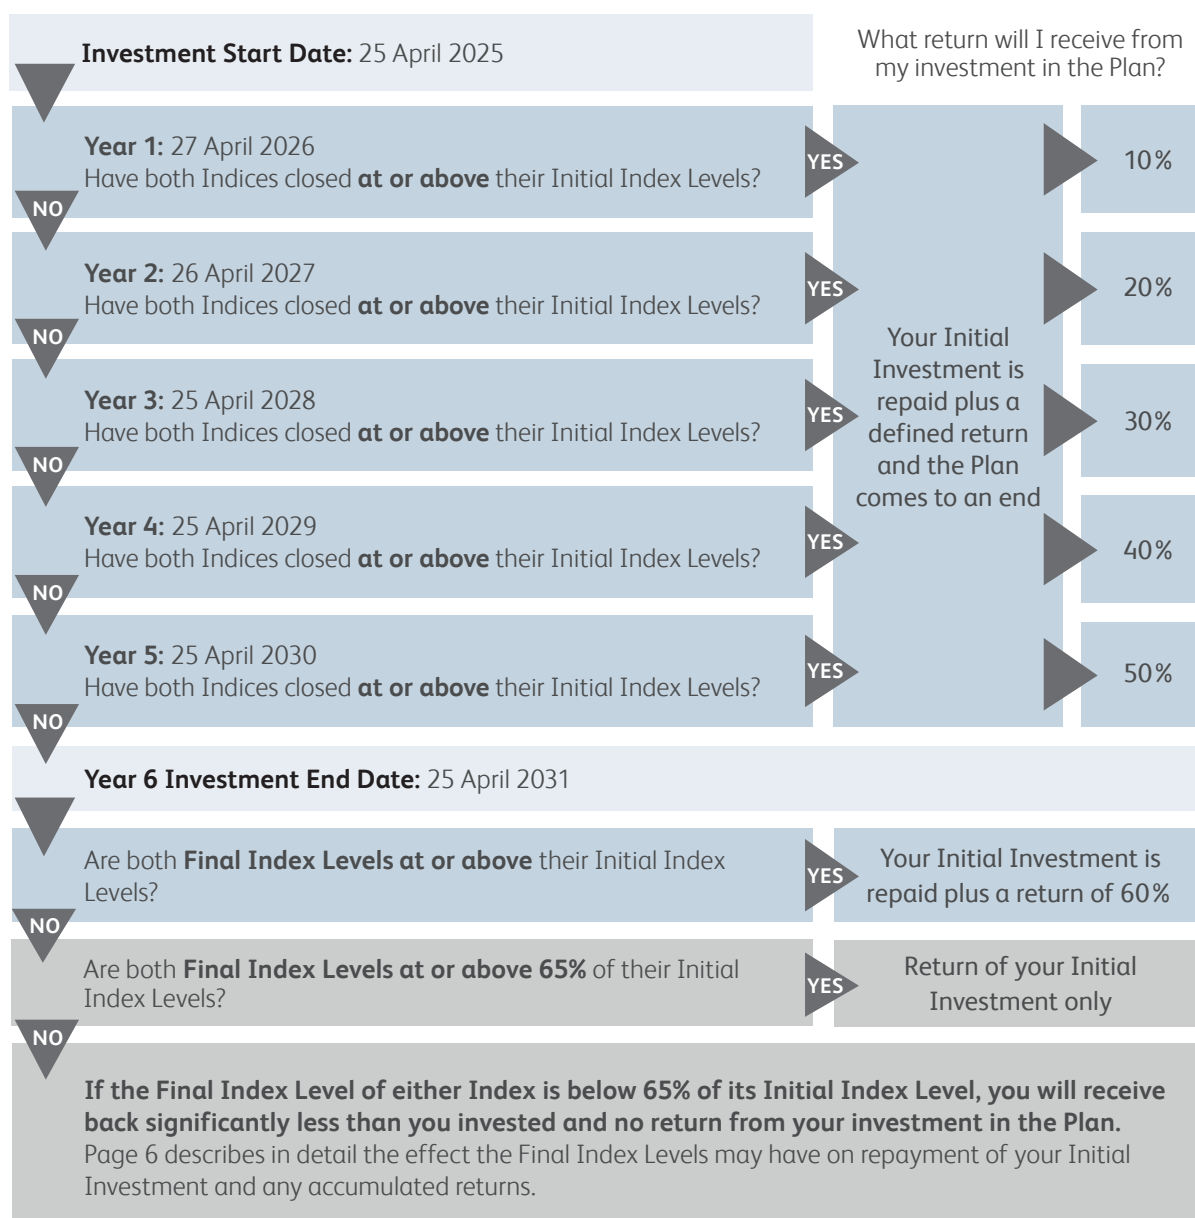 Investment Start Date: 25 April 2025
What return will I receive from
my investment in the Plan?
Year 1: 27 April 2026
Have both Indices closed at or above their Initial Index Levels?
YES
10%
NO
Year 2: 26 April 2027
Have both Indices closed at or above their Initial Index Levels?
YES
20%
NO
Year 3: 25 April 2028
Have both Indices closed at or above their Initial Index Levels?
YES
Your Initial
Investment is
repaid plus a
defined return
and the Plan
comes to an end
30%
NO
Year 4: 25 April 2029
Have both Indices closed at or above their Initial Index Levels?
YES
40%
NO
Year 5: 25 April 2030
Have both Indices closed at or above their Initial Index Levels?
YES
50%
NO
Year 6 Investment End Date: 25 April 2031
Are both Final Index Levels at or above their Initial Index
Levels?
YES
Your Initial Investment is
repaid plus a return of 60%
NO
Are both Final Index Levels at or above 65% of their Initial
Index Levels?
YES
Return of your Initial
Investment only
NO
If the Final Index Level of either Index is below 65% of its Initial Index Level, you will receive
back significantly less than you invested and no return from your investment in the Plan.
Page 6 describes in detail the effect the Final Index Levels may have on repayment of your Initial
Investment and any accumulated returns.